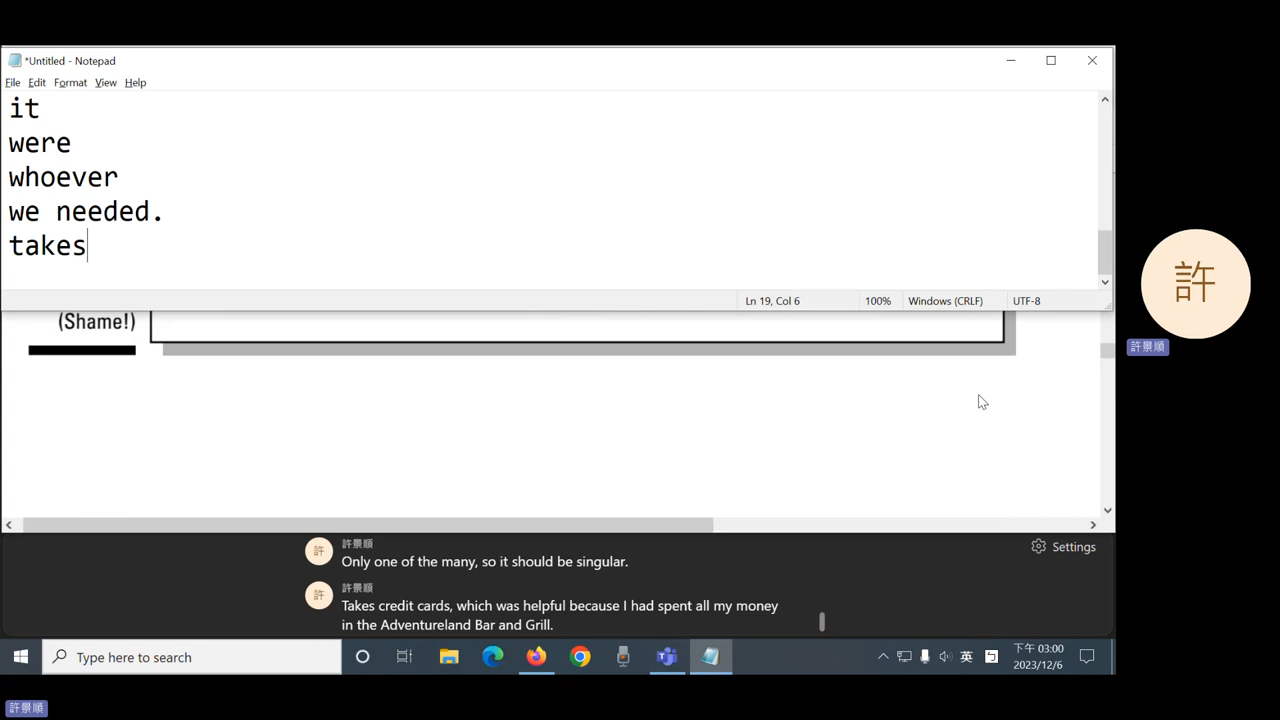 *Untitled - Notepad
File Edit Format View Help
it
were
whoever
we needed.
takes
Ln 19, Col 6 100% Windows (CRLF) UTF-8
(Shame!)
許
許景順
許
許景順
Only one of the many, so it should be singular.
Settings
許
許景順
Takes credit cards, which was helpful because I had spent all my money
in the Adventureland Bar and Grill.
Type here to search
英
下午 03:00
2023/12/6
許景順